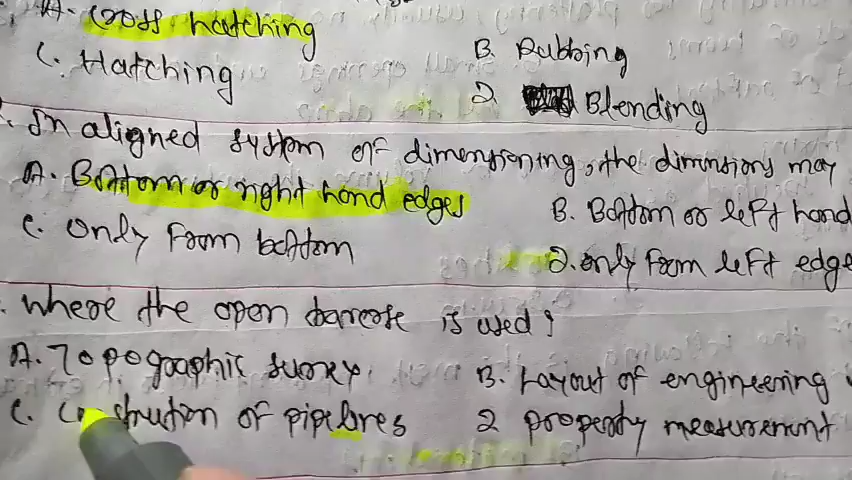 A. Cross hatching
B. Rubbing
C. Hatching
D. Blending
In aligned system of dimensioning, the dimensions may
A. Bottom or right hand edges
B. Bottom or left hand
C. Only from bottom
D. only from left edge
Where the open traverse is used?
A. Topographic survey
B. Layout of engineering
C. Construction of pipelines
D property measurement